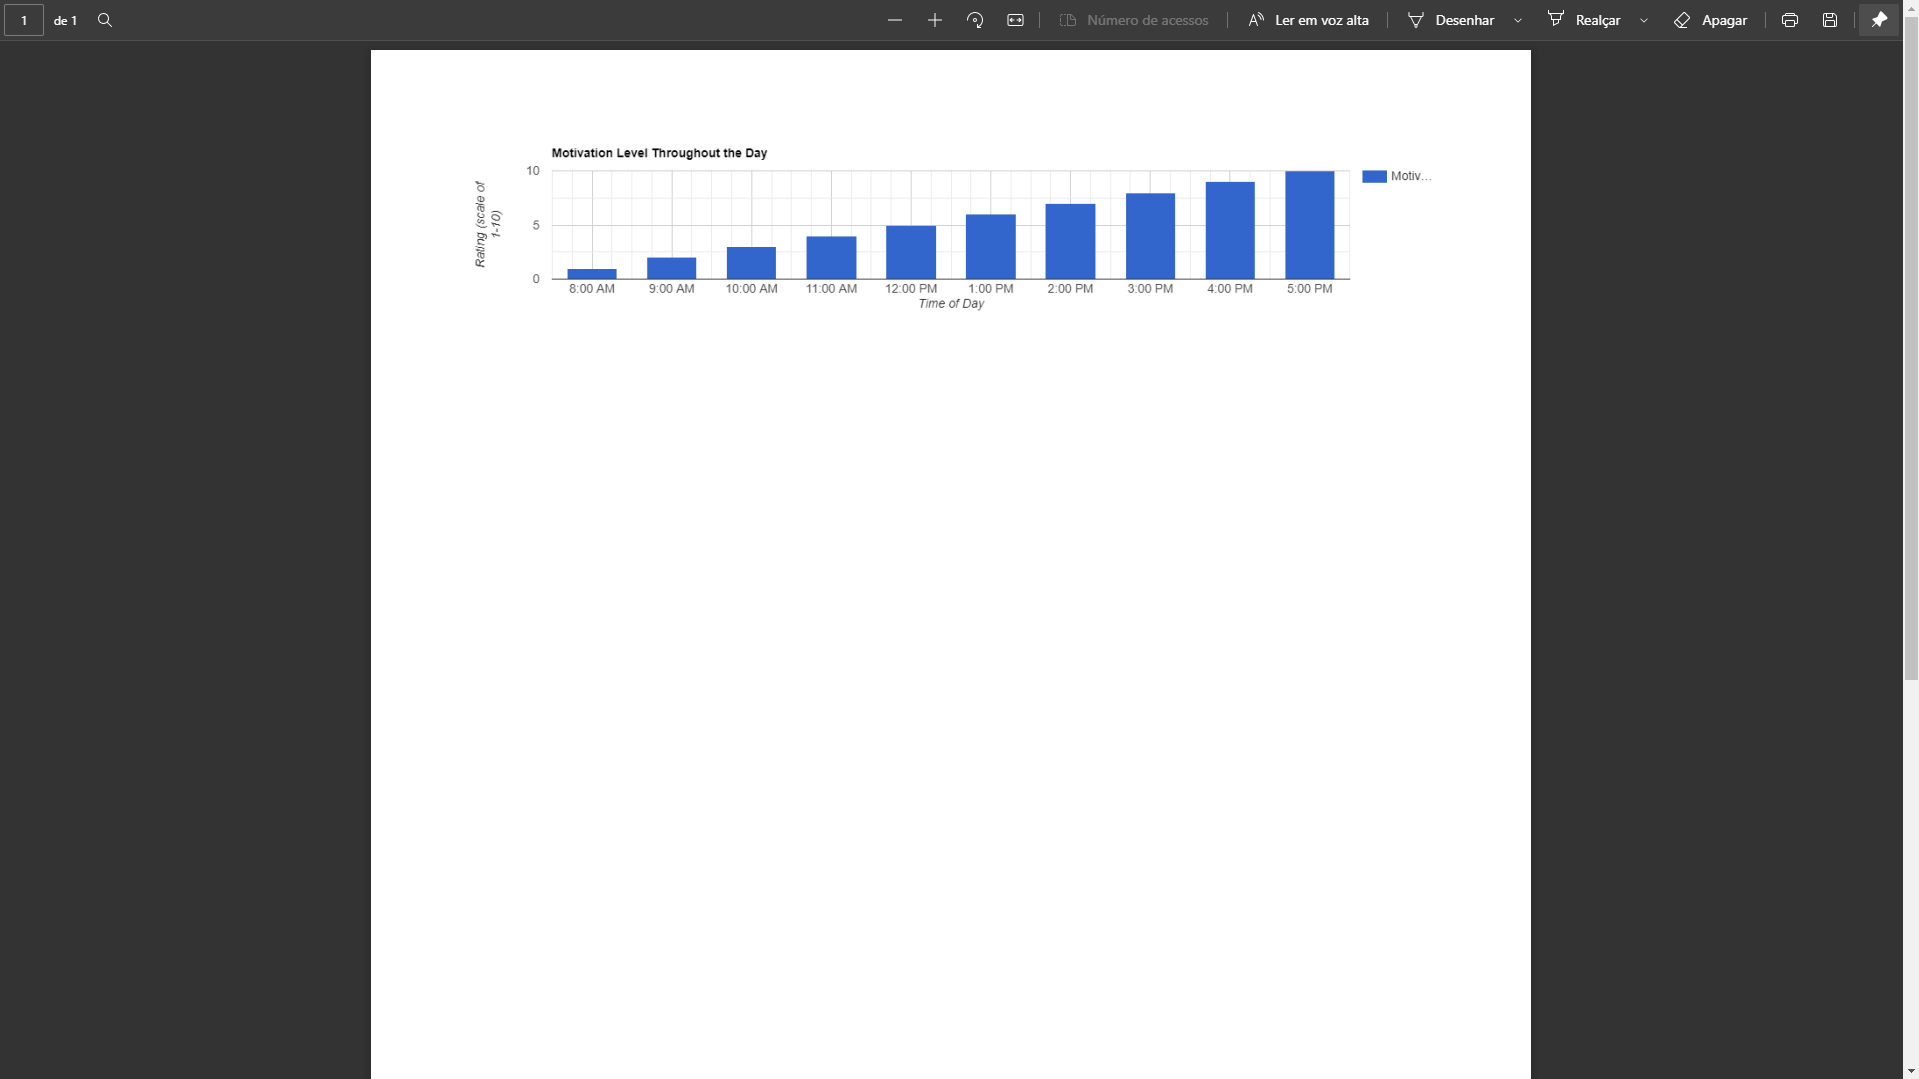 1 de 1 Número de acessos Ler em voz alta Desenhar Realçar Apagar
Motivation Level Throughout the Day
Rating (scale of
1-10)
10
5
0
Motiv...
8:00 AM 9:00 AM 10:00 AM 11:00 AM 12:00 PM 1:00 PM 2:00 PM 3:00 PM 4:00 PM 5:00 PM
Time of Day